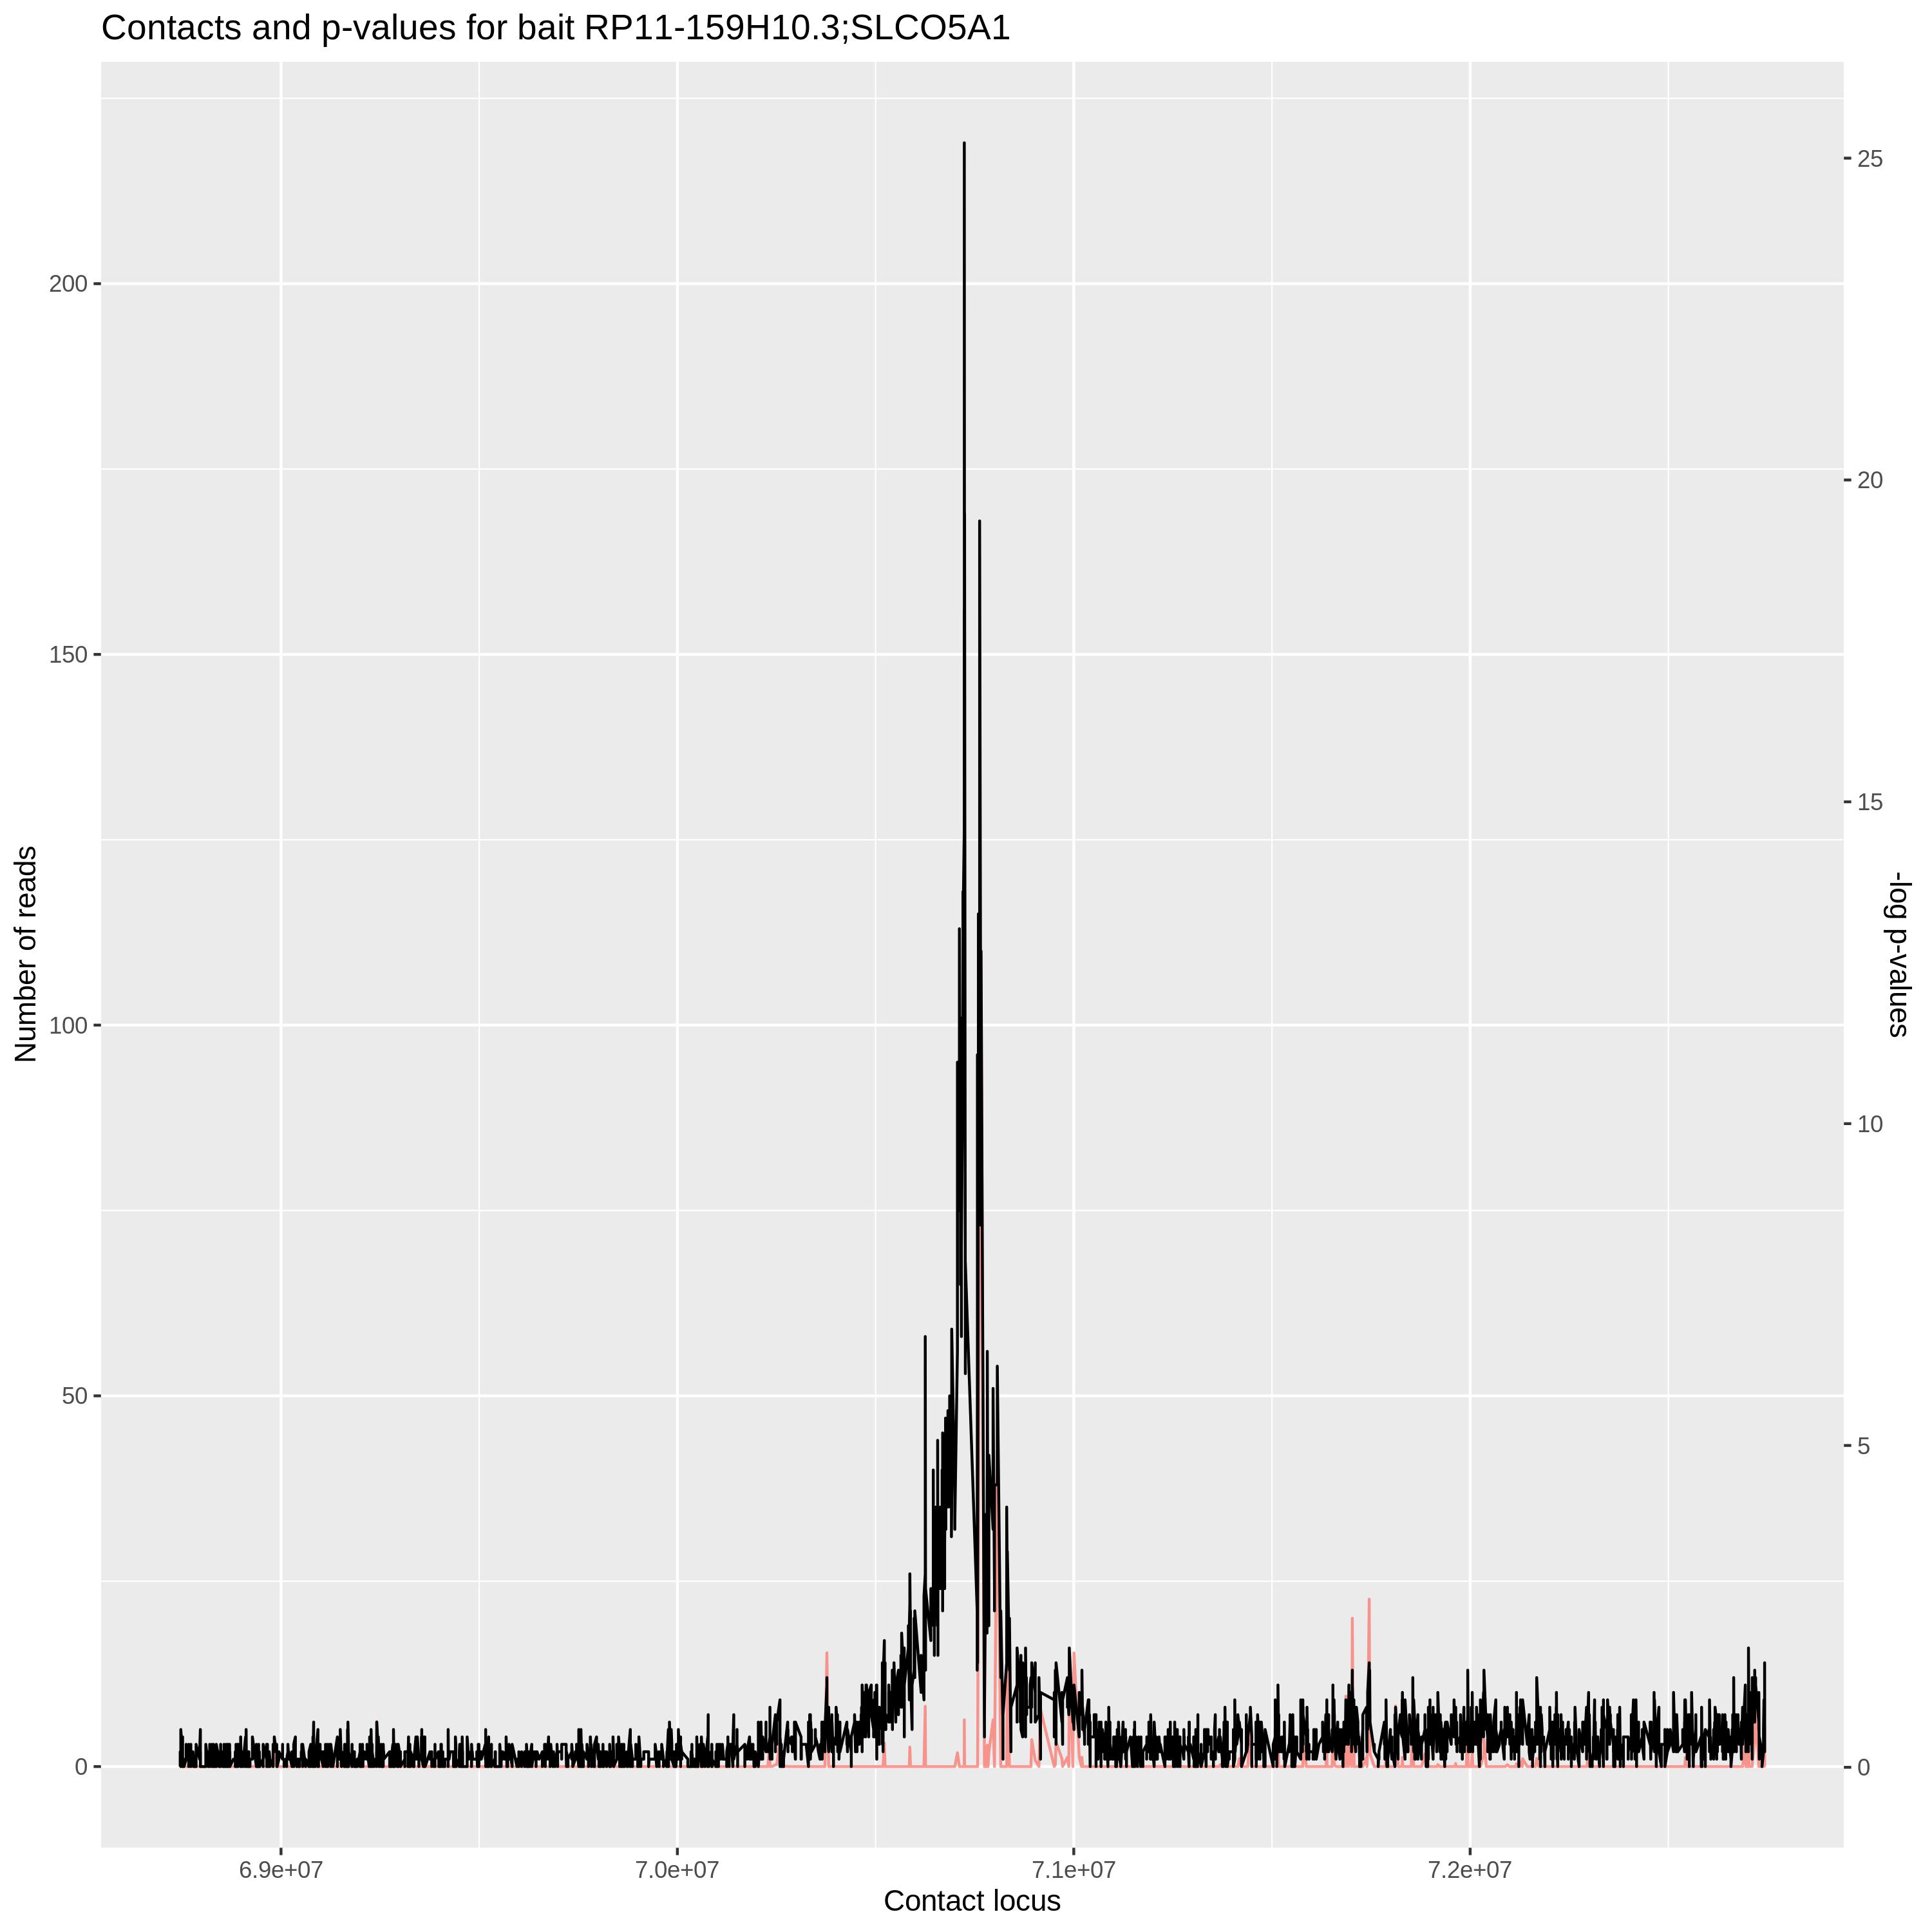 Contacts and p-values for bait RP11-159H10.3;SLCO5A1
Number of reads
200
150
100
50
0
25
20
15
10
5
0
-log p-values
6.9e+07
7.0e+07
7.1e+07
7.2e+07
Contact locus